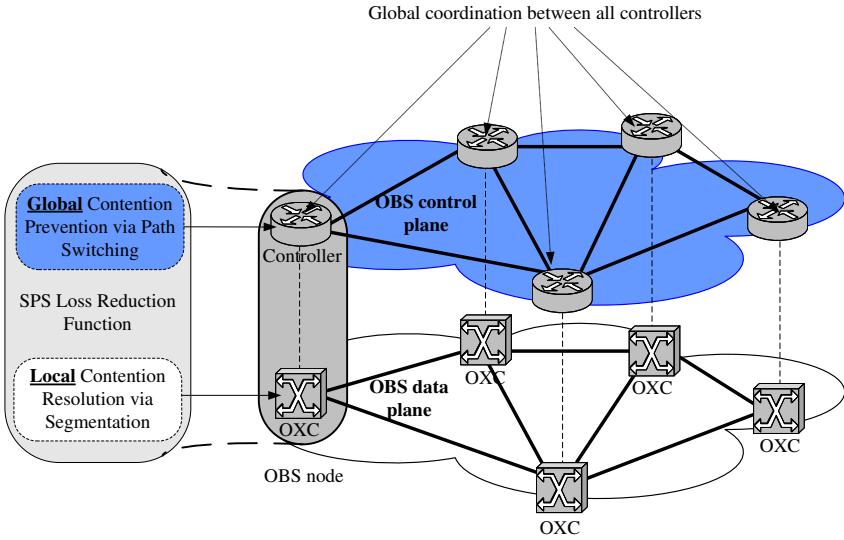 Global coordination between all controllers
Global Contention
Prevention via Path
Switching
SPS Loss Reduction
Function
Local Contention
Resolution via
Segmentation
OBS control
plane
Controller
OBS data
plane
OXC
OXC
OXC
OXC
OXC
OBS node